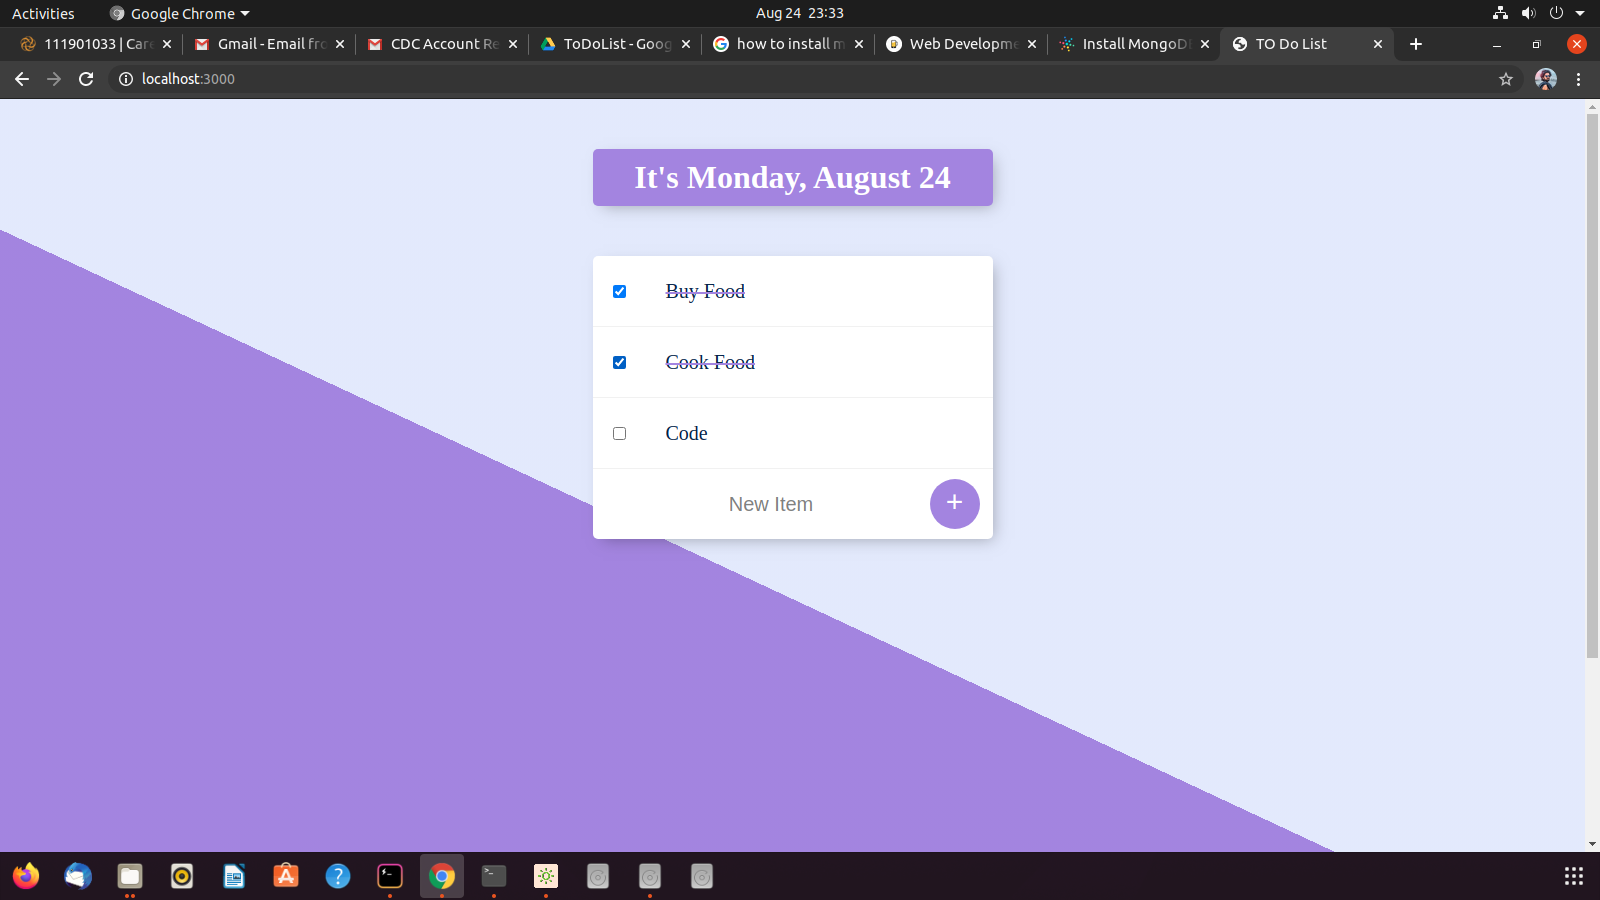 Activities
Google Chrome
Aug 24 23:33
111901033 | Care
Gmail - Email fro
CDC Account Re
ToDoList - Goog
how to install m
Web Developme
Install MongoD
TO Do List
localhost:3000
It's Monday, August 24
Buy Food
Cook Food
Code
New Item
+